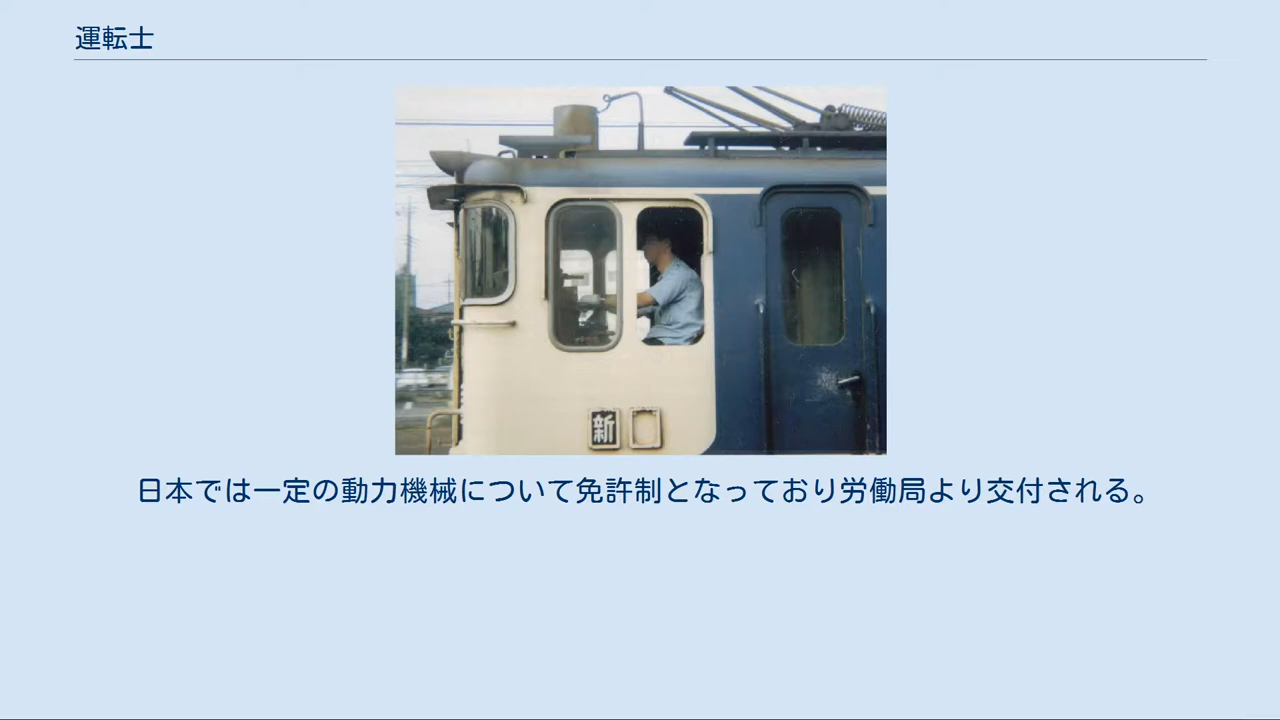 運転士
新
日本では一定の動力機械について免許制となっており労働局より交付される。